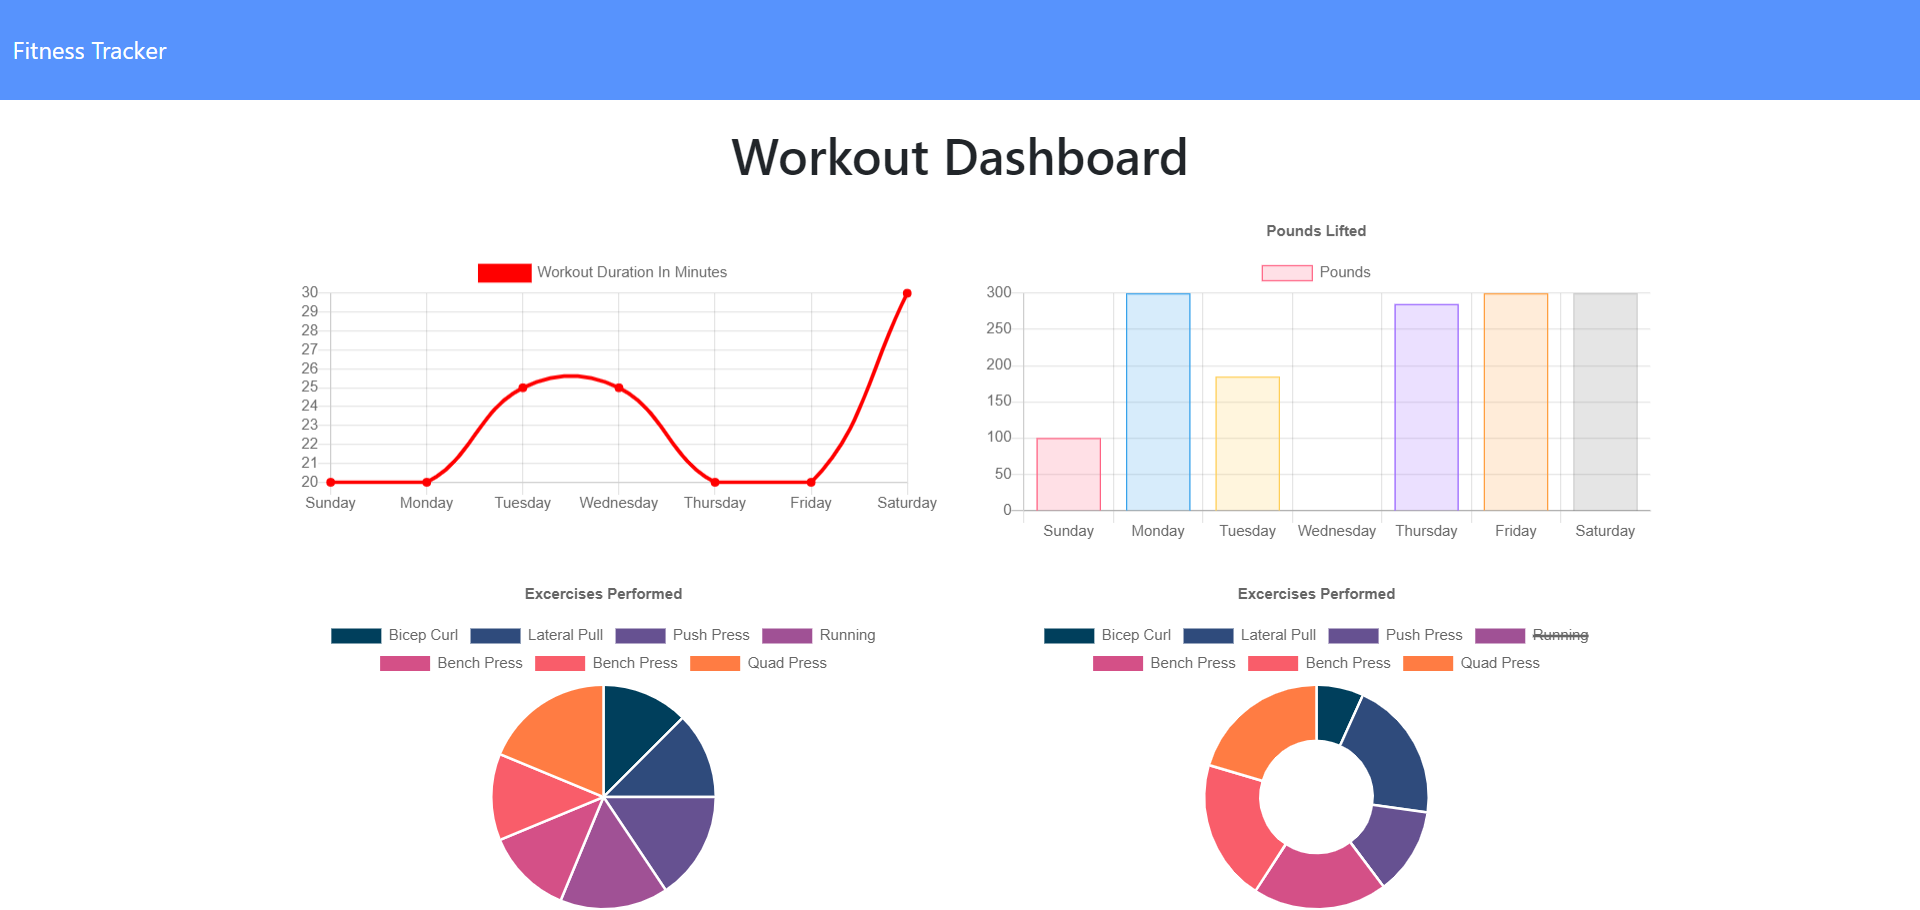 Fitness Tracker
Workout Dashboard
Workout Duration In Minutes
30
29
28
27
26
25
24
23
22
21
20
Sunday Monday Tuesday Wednesday Thursday Friday Saturday
Pounds Lifted
Pounds
300
250
200
150
100
50
0
Sunday Monday Tuesday Wednesday Thursday Friday Saturday
Excercises Performed
Bicep Curl Lateral Pull Push Press Running
Bench Press Bench Press Quad Press
Excercises Performed
Bicep Curl Lateral Pull Push Press Running
Bench Press Bench Press Quad Press